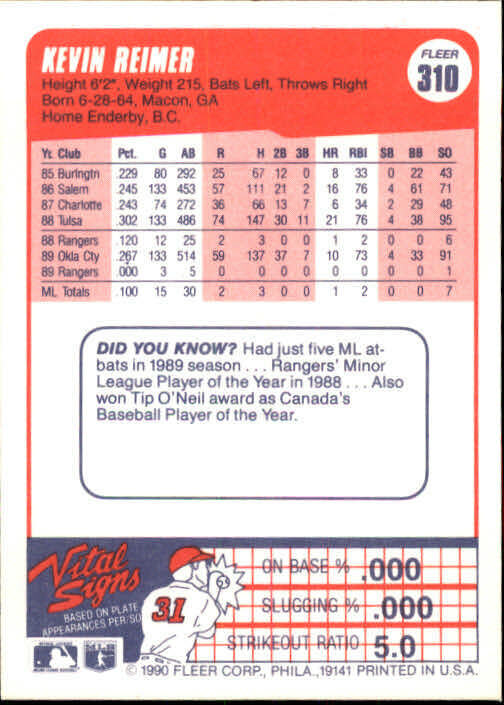 KEVIN REIMER
FLEER
310
Height 6'2", Weight 215, Bats Left, Throws Right
Born 6-28-64, Macon, GA
Home Enderby, B.C.
Yr. Club Pct. G AB R H 2B 3B HR RBI SB BB SO
85 Burlngtn .229 80 292 25 67 12 0 8 33 0 22 43
86 Salem .245 133 453 57 111 21 2 16 76 4 61 71
87 Charlotte .243 74 272 36 66 13 7 6 34 2 29 48
88 Tulsa .302 133 486 74 147 30 11 21 76 4 38 95
88 Rangers .120 12 25 2 3 0 0 1 2 0 0 6
89 Okla Cty .267 133 514 59 137 37 7 10 73 4 33 91
89 Rangers .000 3 5 0 0 0 0 0 0 0 0 1
ML Totals .100 15 30 2 3 0 0 1 2 0 0 7
DID YOU KNOW? Had just five ML at-
bats in 1989 season . . . Rangers' Minor
League Player of the Year in 1988 . . . Also
won Tip O'Neil award as Canada's
Baseball Player of the Year.
Vital
Signs
BASED ON PLATE
APPEARANCES PER/SO
31
ON BASE % .000
SLUGGING % .000
STRIKEOUT RATIO 5.0
© 1990 FLEER CORP., PHILA., 19141 PRINTED IN U.S.A.